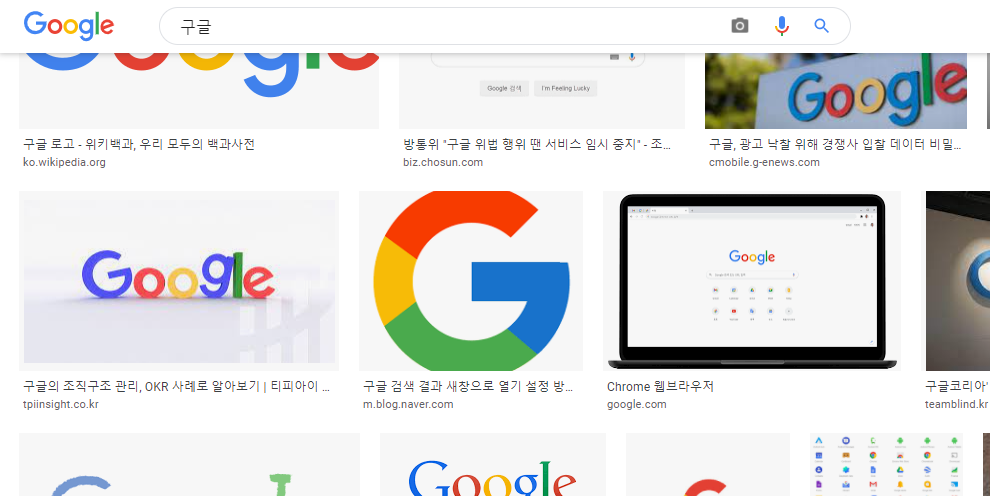 Google
구글
Google
Google 검색 I'm Feeling Lucky
Google
구글 로고 - 위키백과, 우리 모두의 백과사전
ko.wikipedia.org
방통위 "구글 위법 행위 땐 서비스 임시 중지" - 조...
biz.chosun.com
구글, 광고 낙찰 위해 경쟁사 입찰 데이터 비밀...
cmobile.g-enews.com
Google
G
Google
구글의 조직구조 관리, OKR 사례로 알아보기 | 티피아이 ...
tpiinsight.co.kr
구글 검색 결과 새창으로 열기 설정 방...
m.blog.naver.com
Chrome 웹브라우저
google.com
구글코리아'
teamblind.kr
Google